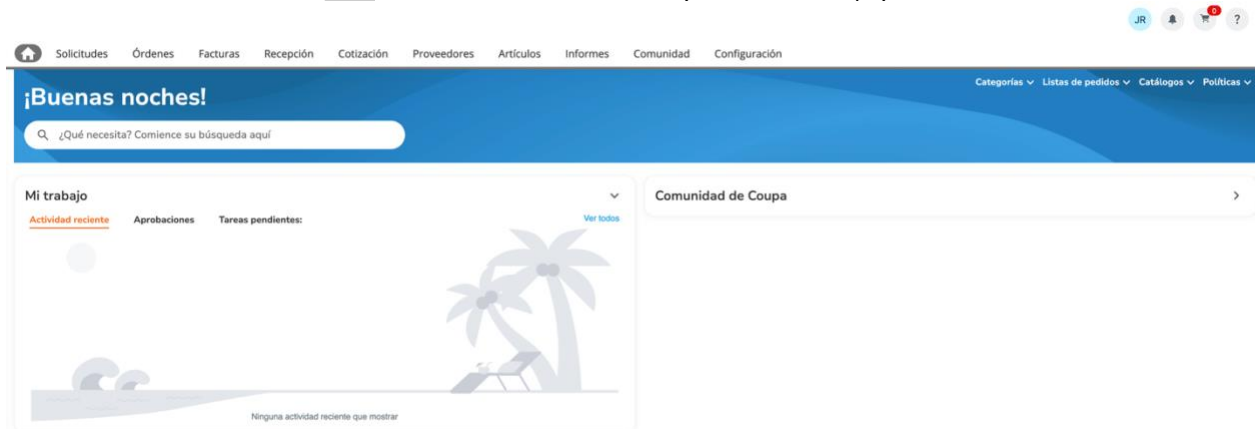 JR 0 ?
Solicitudes Órdenes Facturas Recepción Cotización Proveedores Artículos Informes Comunidad Configuración
Categorías Listas de pedidos Catálogos Políticas
¡Buenas noches!
¿Qué necesita? Comience su búsqueda aquí
Mi trabajo
Actividad reciente Aprobaciones Tareas pendientes: Ver todos
Ninguna actividad reciente que mostrar
Comunidad de Coupa